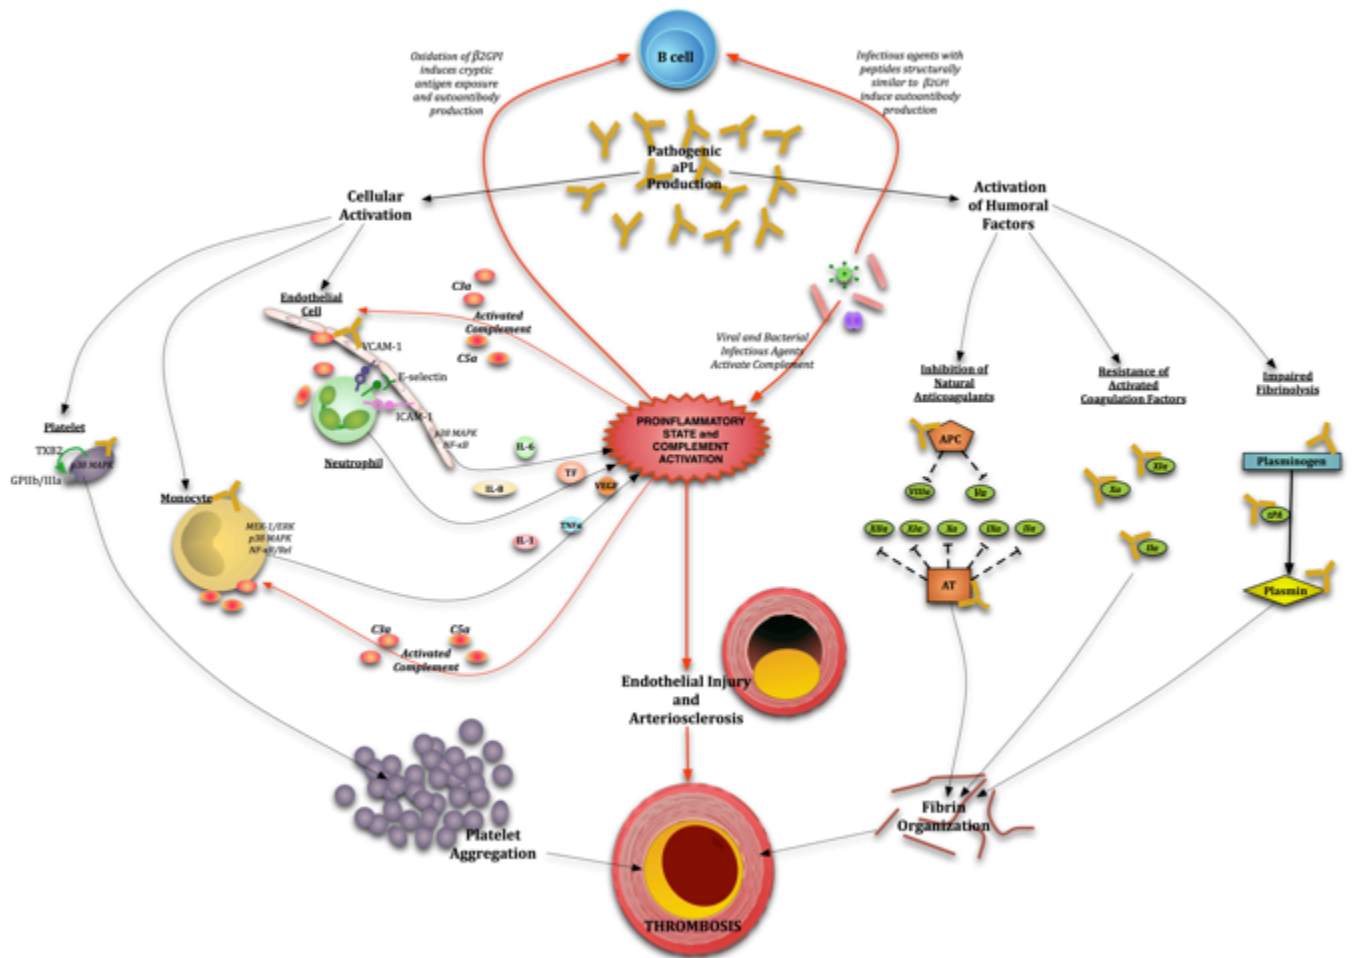 B cell
Oxidation of β2GPI
induces cryptic
antigen exposure
and autoantibody
production
Infectious agents with
peptides structurally
similar to β2GPI
induce autoantibody
production
Pathogenic
aPL
Production
Cellular
Activation
Activation
of Humoral
Factors
Endothelial
Cell
C3a
Activated
Complement
C5a
VCAM-1
E-selectin
ICAM-1
p38 MAPK
NF-κB
Neutrophil
Viral and Bacterial
Infectious Agents
Activate Complement
Platelet
TXB2
p38 MAPK
GPIIb/IIIa
Monocyte
MEK-1/ERK
p38 MAPK
NF-κB/Rel
IL-6
IL-8
TF
VEGF
IL-1
TNFα
PROINFLAMMATORY
STATE and
COMPLEMENT
ACTIVATION
C3a
C5a
Activated
Complement
Inhibition of
Natural
Anticoagulants
APC
VIIIa
Va
XIIa
XIa
Xa
IXa
IIa
AT
Resistance of
Activated
Coagulation Factors
XIa
Xa
IIa
Impaired
Fibrinolysis
Plasminogen
tPA
Plasmin
Endothelial Injury
and
Arteriosclerosis
Platelet
Aggregation
Fibrin
Organization
THROMBOSIS